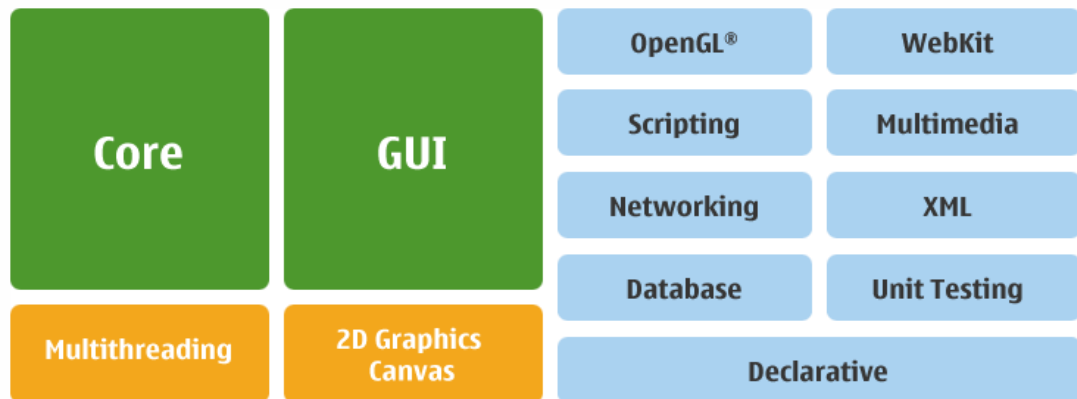 Core
GUI
OpenGL®
WebKit
Scripting
Multimedia
Networking
XML
Database
Unit Testing
Multithreading
2D Graphics
Canvas
Declarative